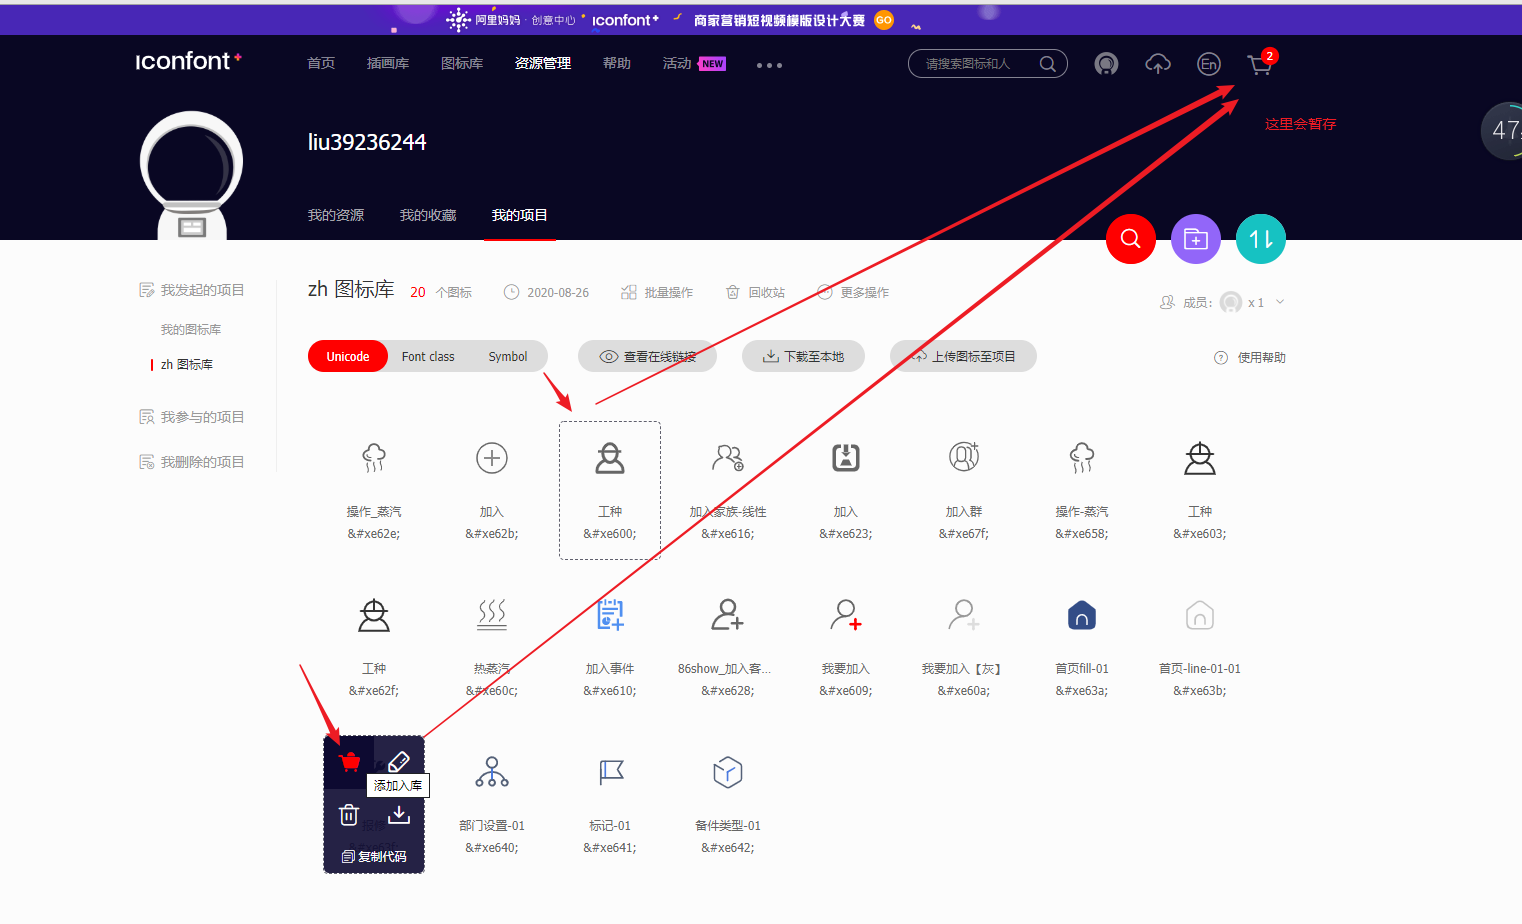 阿里妈妈 · 创意中心 iconfont+ 商家营销短视频模版设计大赛 GO
iconfont+ 首页 插画库 图标库 资源管理 帮助 活动 NEW 请搜索图标和人 En 2
这里会暂存
47
liu39236244
我的资源 我的收藏 我的项目
我发起的项目
我的图标库
zh 图标库
我参与的项目
我删除的项目
zh 图标库 20 个图标 2020-08-26 批量操作 回收站 更多操作
成员: x 1
Unicode Font class Symbol 查看在线链接 下载至本地 上传图标至项目 使用帮助
操作_蒸汽 加入 工种 加入家族-线性 加入 加入群 操作-蒸汽 工种
&#xe62e; &#xe62b; &#xe600; &#xe616; &#xe623; &#xe67f; &#xe658; &#xe603;
工种 热蒸汽 加入事件 86show_加入客... 我要加入 我要加入【灰】 首页fill-01 首页-line-01-01
&#xe62f; &#xe60c; &#xe610; &#xe628; &#xe609; &#xe60a; &#xe63a; &#xe63b;
添加入库
复制代码
部门设置-01 标记-01 备件类型-01
&#xe640; &#xe641; &#xe642;